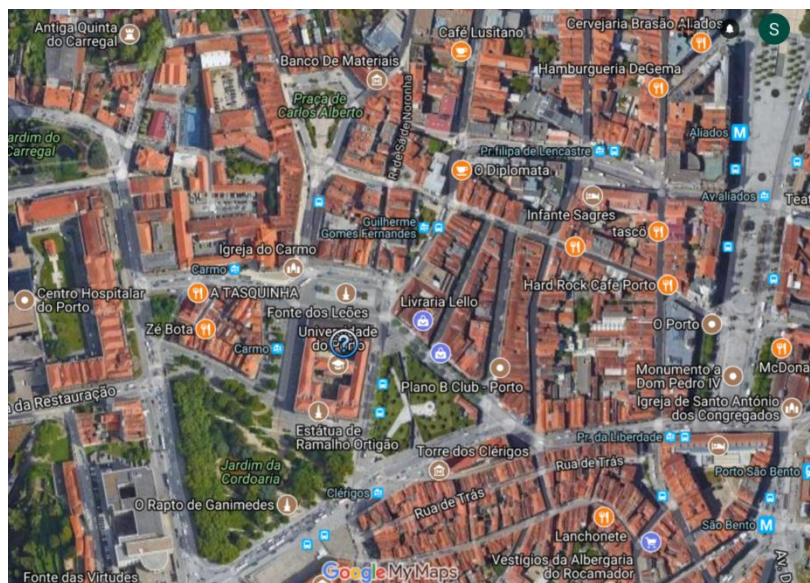 Antiga Quinta
do Carregal
Café Lusitano
Cervejaria Brasão Aliados
S
Banco De Materiais
Hamburgueria DeGema
Praça de
Carlos Alberto
R. de Sá de Noronha
Jardim do
Carregal
Aliados M
Pr.filipa de Lencastre
O Diplomata
Av.aliados
Infante Sagres
Guilherme
Gomes Fernandes
tascö
Teat
Igreja do Carmo
Carmo
A TASQUINHA
Hard Rock Cafe Porto
Centro Hospitalar
do Porto
Fonte dos Leões
Livraria Lello
Zé Bota
Universidade
do Porto
?
O Porto
Carmo
Plano B Club - Porto
Monumento a
Dom Pedro IV
McDona
a da Restauração
Igreja de Santo António
dos Congregados
Estátua de
Ramalho Ortigão
Pr. da Liberdade
Torre dos Clérigos
Rua de Trás
Jardim da
Cordoaria
Porto São Bento
Clérigos
Rua de Trás
O Rapto de Ganimedes
Lanchonete
São Bento M
Vestígios da Albergaria
do Rocamador
Fonte das Virtudes
Google My Maps
Av. D